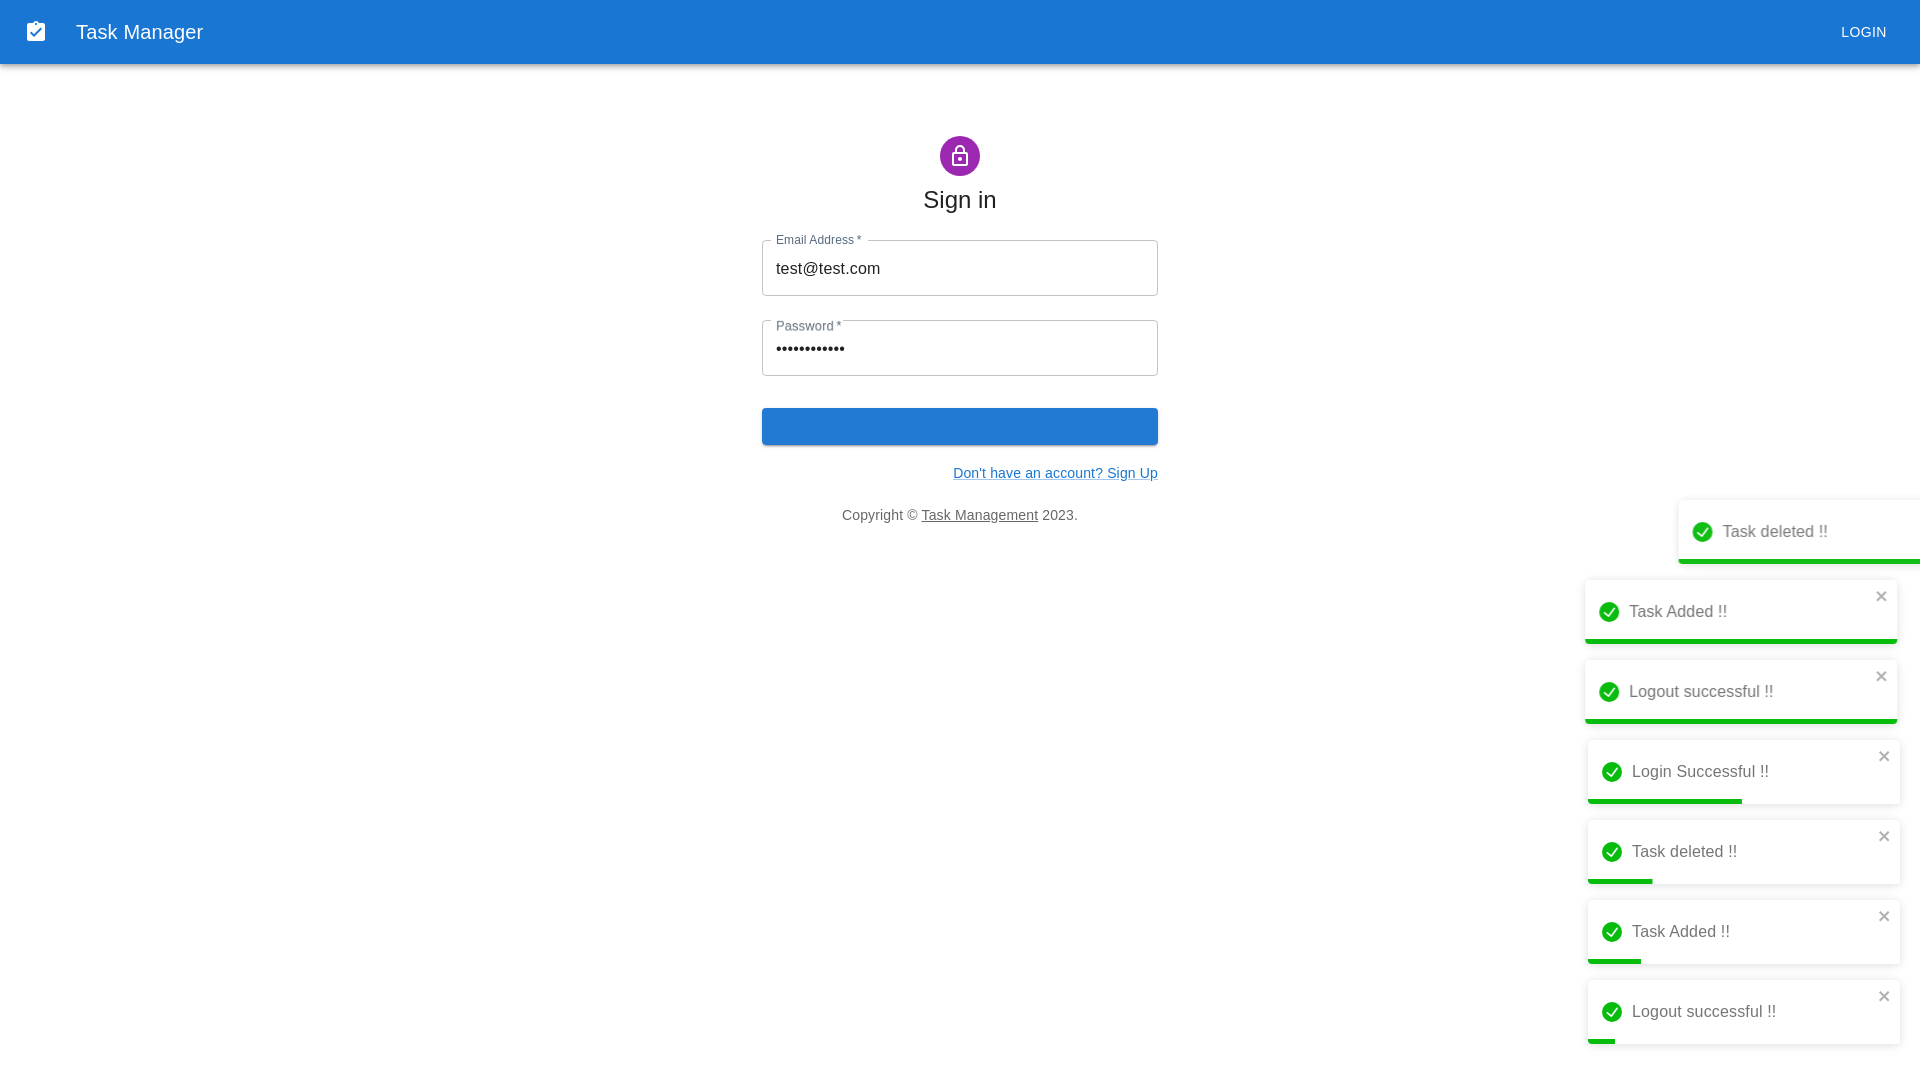 Task Manager
LOGIN
Sign in
Email Address *
test@test.com
Password *
••••••••••••
Don't have an account? Sign Up
Copyright © Task Management 2023.
Task deleted !!
Task Added !!
Logout successful !!
Login Successful !!
Task deleted !!
Task Added !!
Logout successful !!